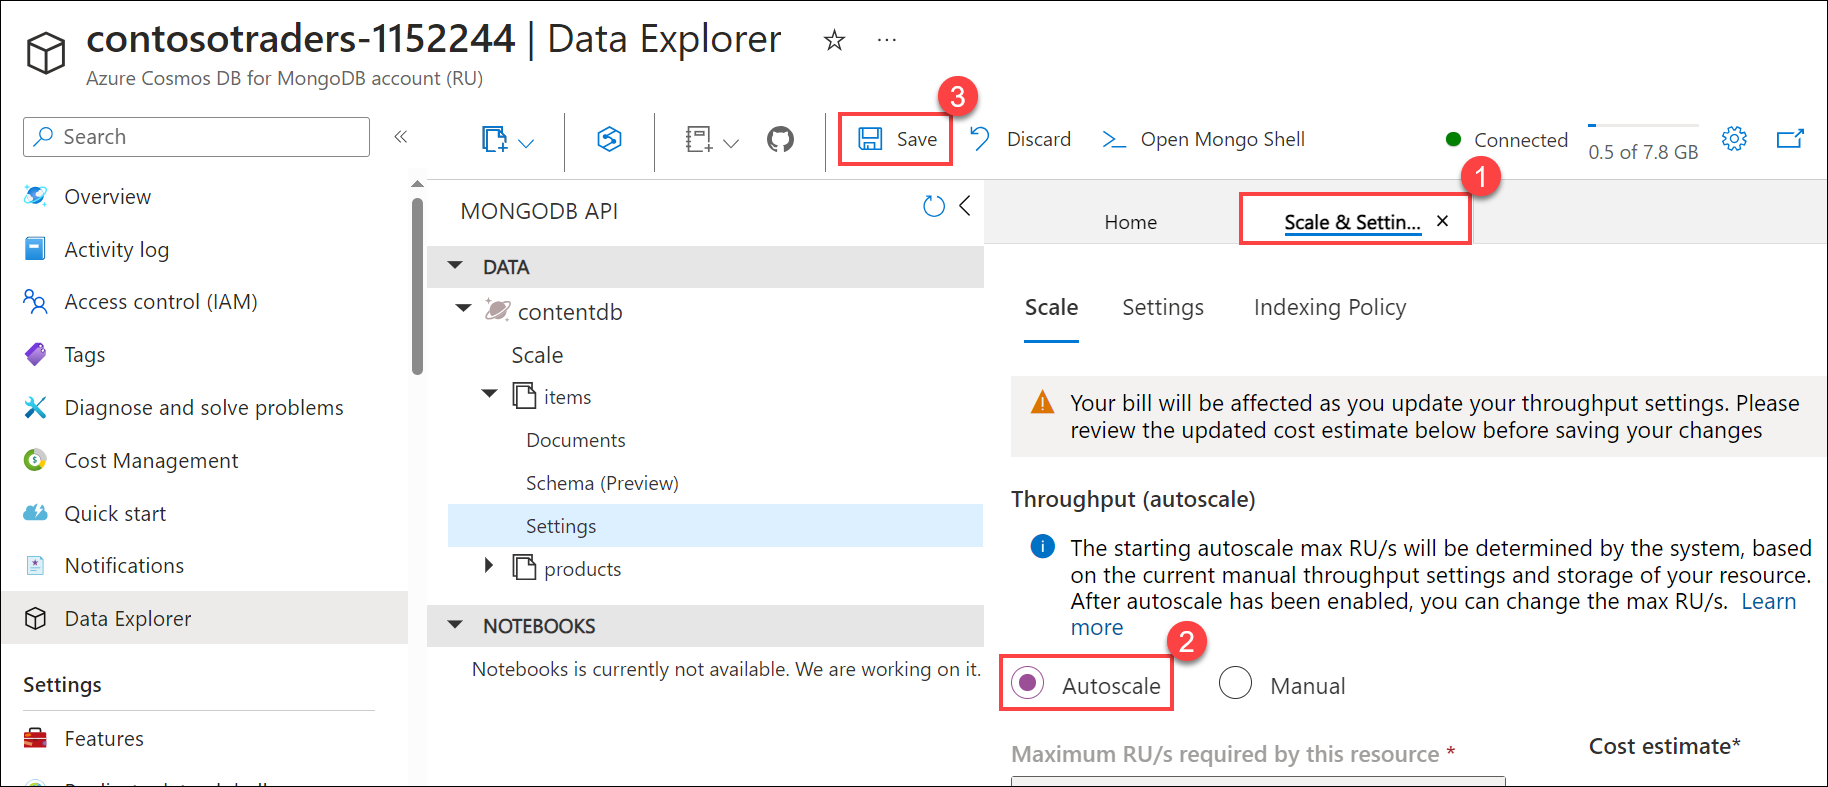 contosotraders-1152244 | Data Explorer
Azure Cosmos DB for MongoDB account (RU)
Search
Overview
Activity log
Access control (IAM)
Tags
Diagnose and solve problems
Cost Management
Quick start
Notifications
Data Explorer
Settings
Features
3
Save
Discard
Open Mongo Shell
Connected
0.5 of 7.8 GB
MONGODB API
DATA
contentdb
Scale
items
Documents
Schema (Preview)
Settings
products
NOTEBOOKS
Notebooks is currently not available. We are working on it.
1
Home
Scale & Settin...
Scale
Settings
Indexing Policy
Your bill will be affected as you update your throughput settings. Please
review the updated cost estimate below before saving your changes
Throughput (autoscale)
The starting autoscale max RU/s will be determined by the system, based
on the current manual throughput settings and storage of your resource.
After autoscale has been enabled, you can change the max RU/s. Learn
more
2
Autoscale
Manual
Maximum RU/s required by this resource *
Cost estimate*